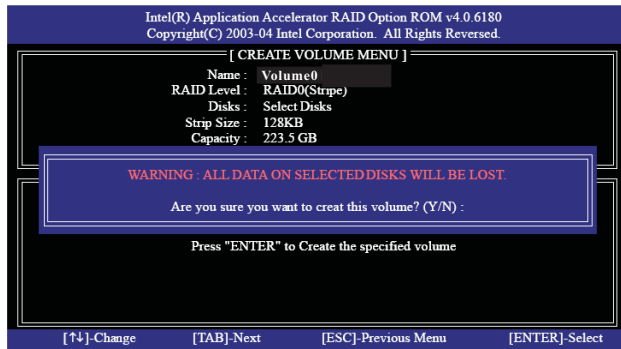 Intel(R) Application Accelerator RAID Option ROM v4.0.6180
Copyright(C) 2003-04 Intel Corporation. All Rights Reversed.
[ CREATE VOLUME MENU ]
Name : Volume0
RAID Level : RAID0(Stripe)
Disks : Select Disks
Strip Size : 128KB
Capacity : 223.5 GB
WARNING : ALL DATA ON SELECTED DISKS WILL BE LOST.
Are you sure you want to creat this volume? (Y/N) :
Press "ENTER" to Create the specified volume
[↑↓]-Change [TAB]-Next [ESC]-Previous Menu [ENTER]-Select